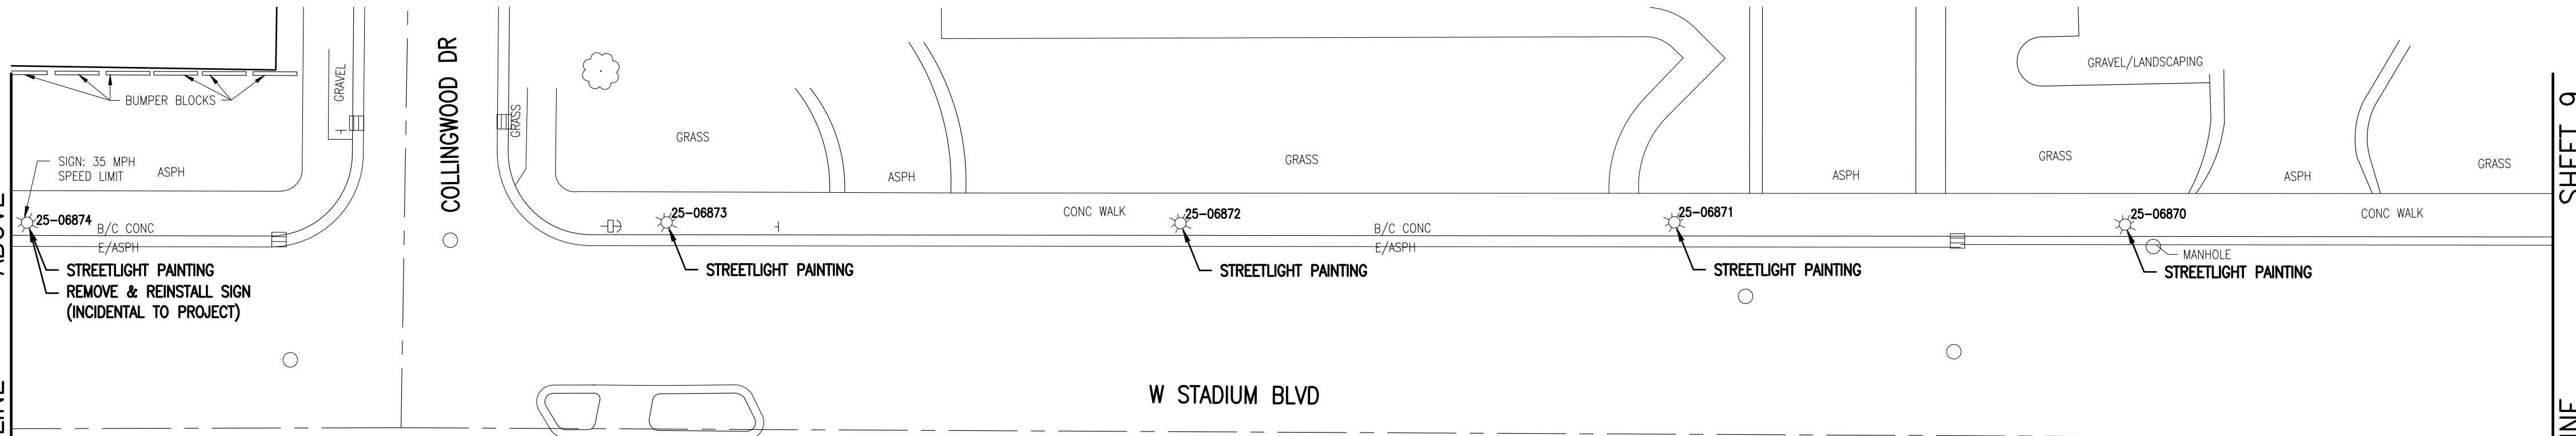 BUMPER BLOCKS
GRAVEL
COLLINGWOOD DR
GRASS
GRASS
ASPH
GRASS
ASPH
GRAVEL/LANDSCAPING
GRASS
ASPH
GRASS
SIGN: 35 MPH
SPEED LIMIT
ASPH
25-06874
B/C CONC
E/ASPH
STREETLIGHT PAINTING
REMOVE & REINSTALL SIGN
(INCIDENTAL TO PROJECT)
25-06873
STREETLIGHT PAINTING
CONC WALK
25-06872
STREETLIGHT PAINTING
B/C CONC
E/ASPH
25-06871
STREETLIGHT PAINTING
25-06870
MANHOLE
STREETLIGHT PAINTING
CONC WALK
W STADIUM BLVD
SHEET 9